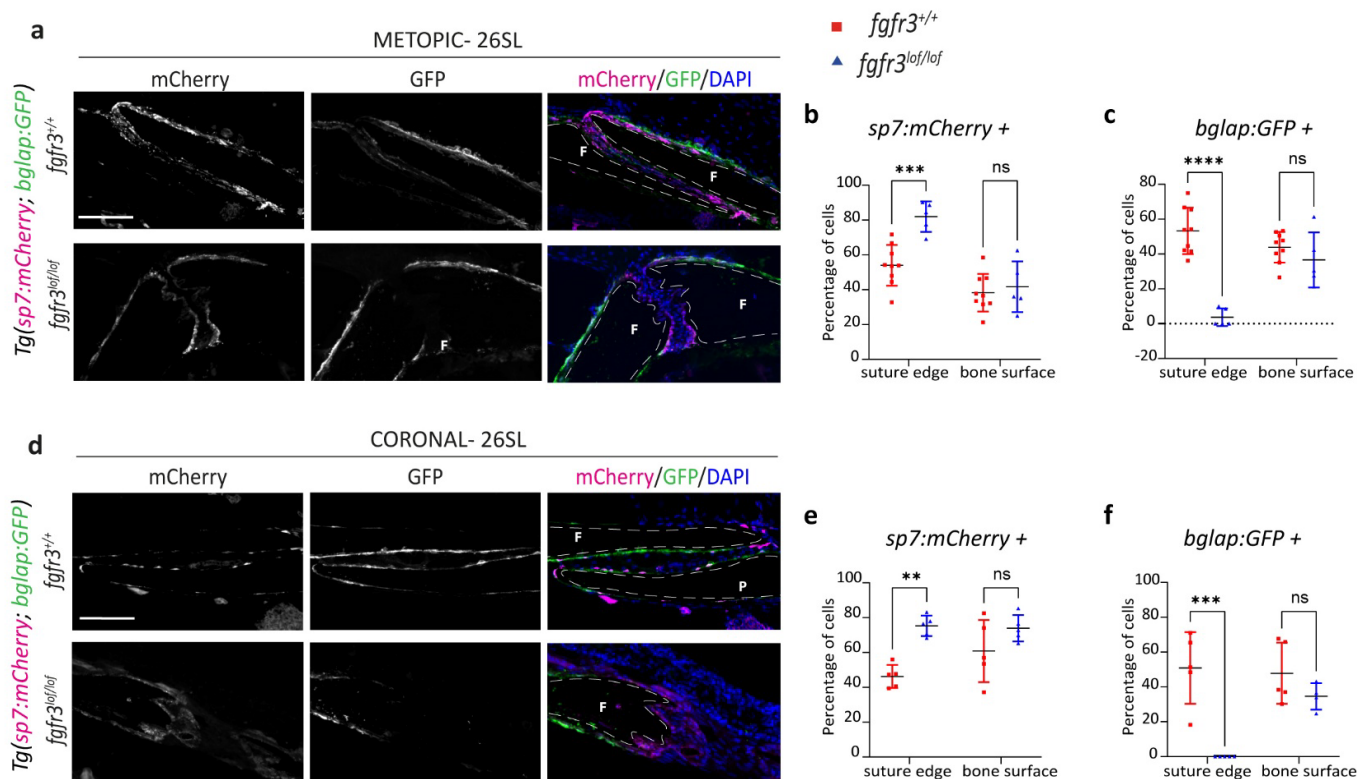 a
METOPIC- 26SL
mCherry
GFP
mCherry/GFP/DAPI
Tg(sp7:mCherry; bglap:GFP)
fgfr3+/+
F
F
fgfr3lof/lof
F
F
F
fgfr3+/+
fgfr3lof/lof
b
sp7:mCherry +
Percentage of cells
100
80
60
40
20
0
***
ns
suture edge
bone surface
c
bglap:GFP +
Percentage of cells
80
60
40
20
0
-20
****
ns
suture edge
bone surface
d
CORONAL- 26SL
mCherry
GFP
mCherry/GFP/DAPI
Tg(sp7:mCherry; bglap:GFP)
fgfr3+/+
F
P
fgfr3lof/lof
F
e
sp7:mCherry +
Percentage of cells
100
80
60
40
20
0
**
ns
suture edge
bone surface
f
bglap:GFP +
Percentage of cells
100
80
60
40
20
0
***
ns
suture edge
bone surface